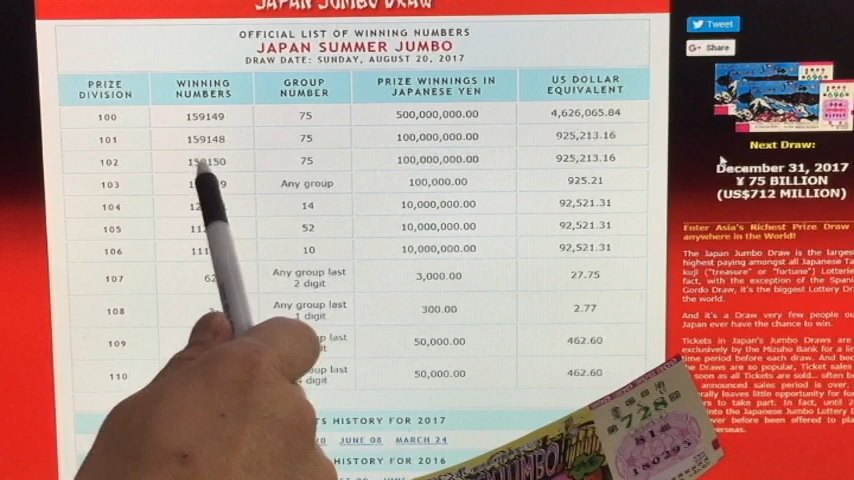 JAPAN JUMBO DRAW
OFFICIAL LIST OF WINNING NUMBERS
JAPAN SUMMER JUMBO
DRAW DATE: SUNDAY, AUGUST 20, 2017
PRIZE DIVISION WINNING NUMBERS GROUP NUMBER PRIZE WINNINGS IN JAPANESE YEN US DOLLAR EQUIVALENT
100 159149 75 500,000,000.00 4,626,065.84
101 159148 75 100,000,000.00 925,213.16
102 159150 75 100,000,000.00 925,213.16
103 Any group 100,000.00 925.21
104 14 10,000,000.00 92,521.31
105 52 10,000,000.00 92,521.31
106 10 10,000,000.00 92,521.31
107 Any group last 2 digit 3,000.00 27.75
108 Any group last 1 digit 300.00 2.77
109 last 50,000.00 462.60
110 last digit 50,000.00 462.60
HISTORY FOR 2017
JUNE 08 MARCH 24
HISTORY FOR 2016
Tweet
G+ Share
Next Draw:
December 31, 2017
¥ 75 BILLION
(US$712 MILLION)
Enter Asia's Richest Prize Draw
anywhere in the World!
The Japan Jumbo Draw is the
highest paying amongst all Japanese
kuji ("treasure" or "fortune")
fact, with the exception of the
Gordo Draw, it's the biggest Lottery
the world.
And it's a Draw very few people
Japan ever have the chance to win.
Tickets in Japan's Jumbo Draws are
exclusively by the Mizuho Bank for a
time period before each draw. And
the Draws are so popular, Ticket sales
soon as all Tickets are sold... often
announced sales period is over.
leaves little opportunity for
to take part. In fact, until
into the Japanese Jumbo Lottery
before been offered to
JUMBO
728
81
180295